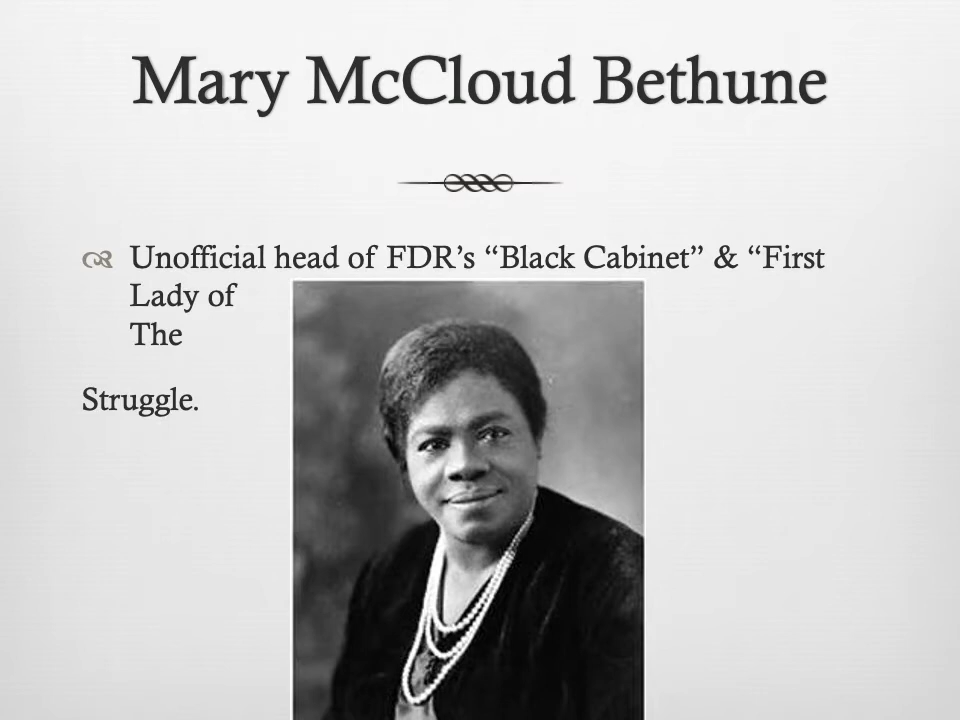 Mary McCloud Bethune
Unofficial head of FDR’s “Black Cabinet” & “First
Lady of
The
Struggle.